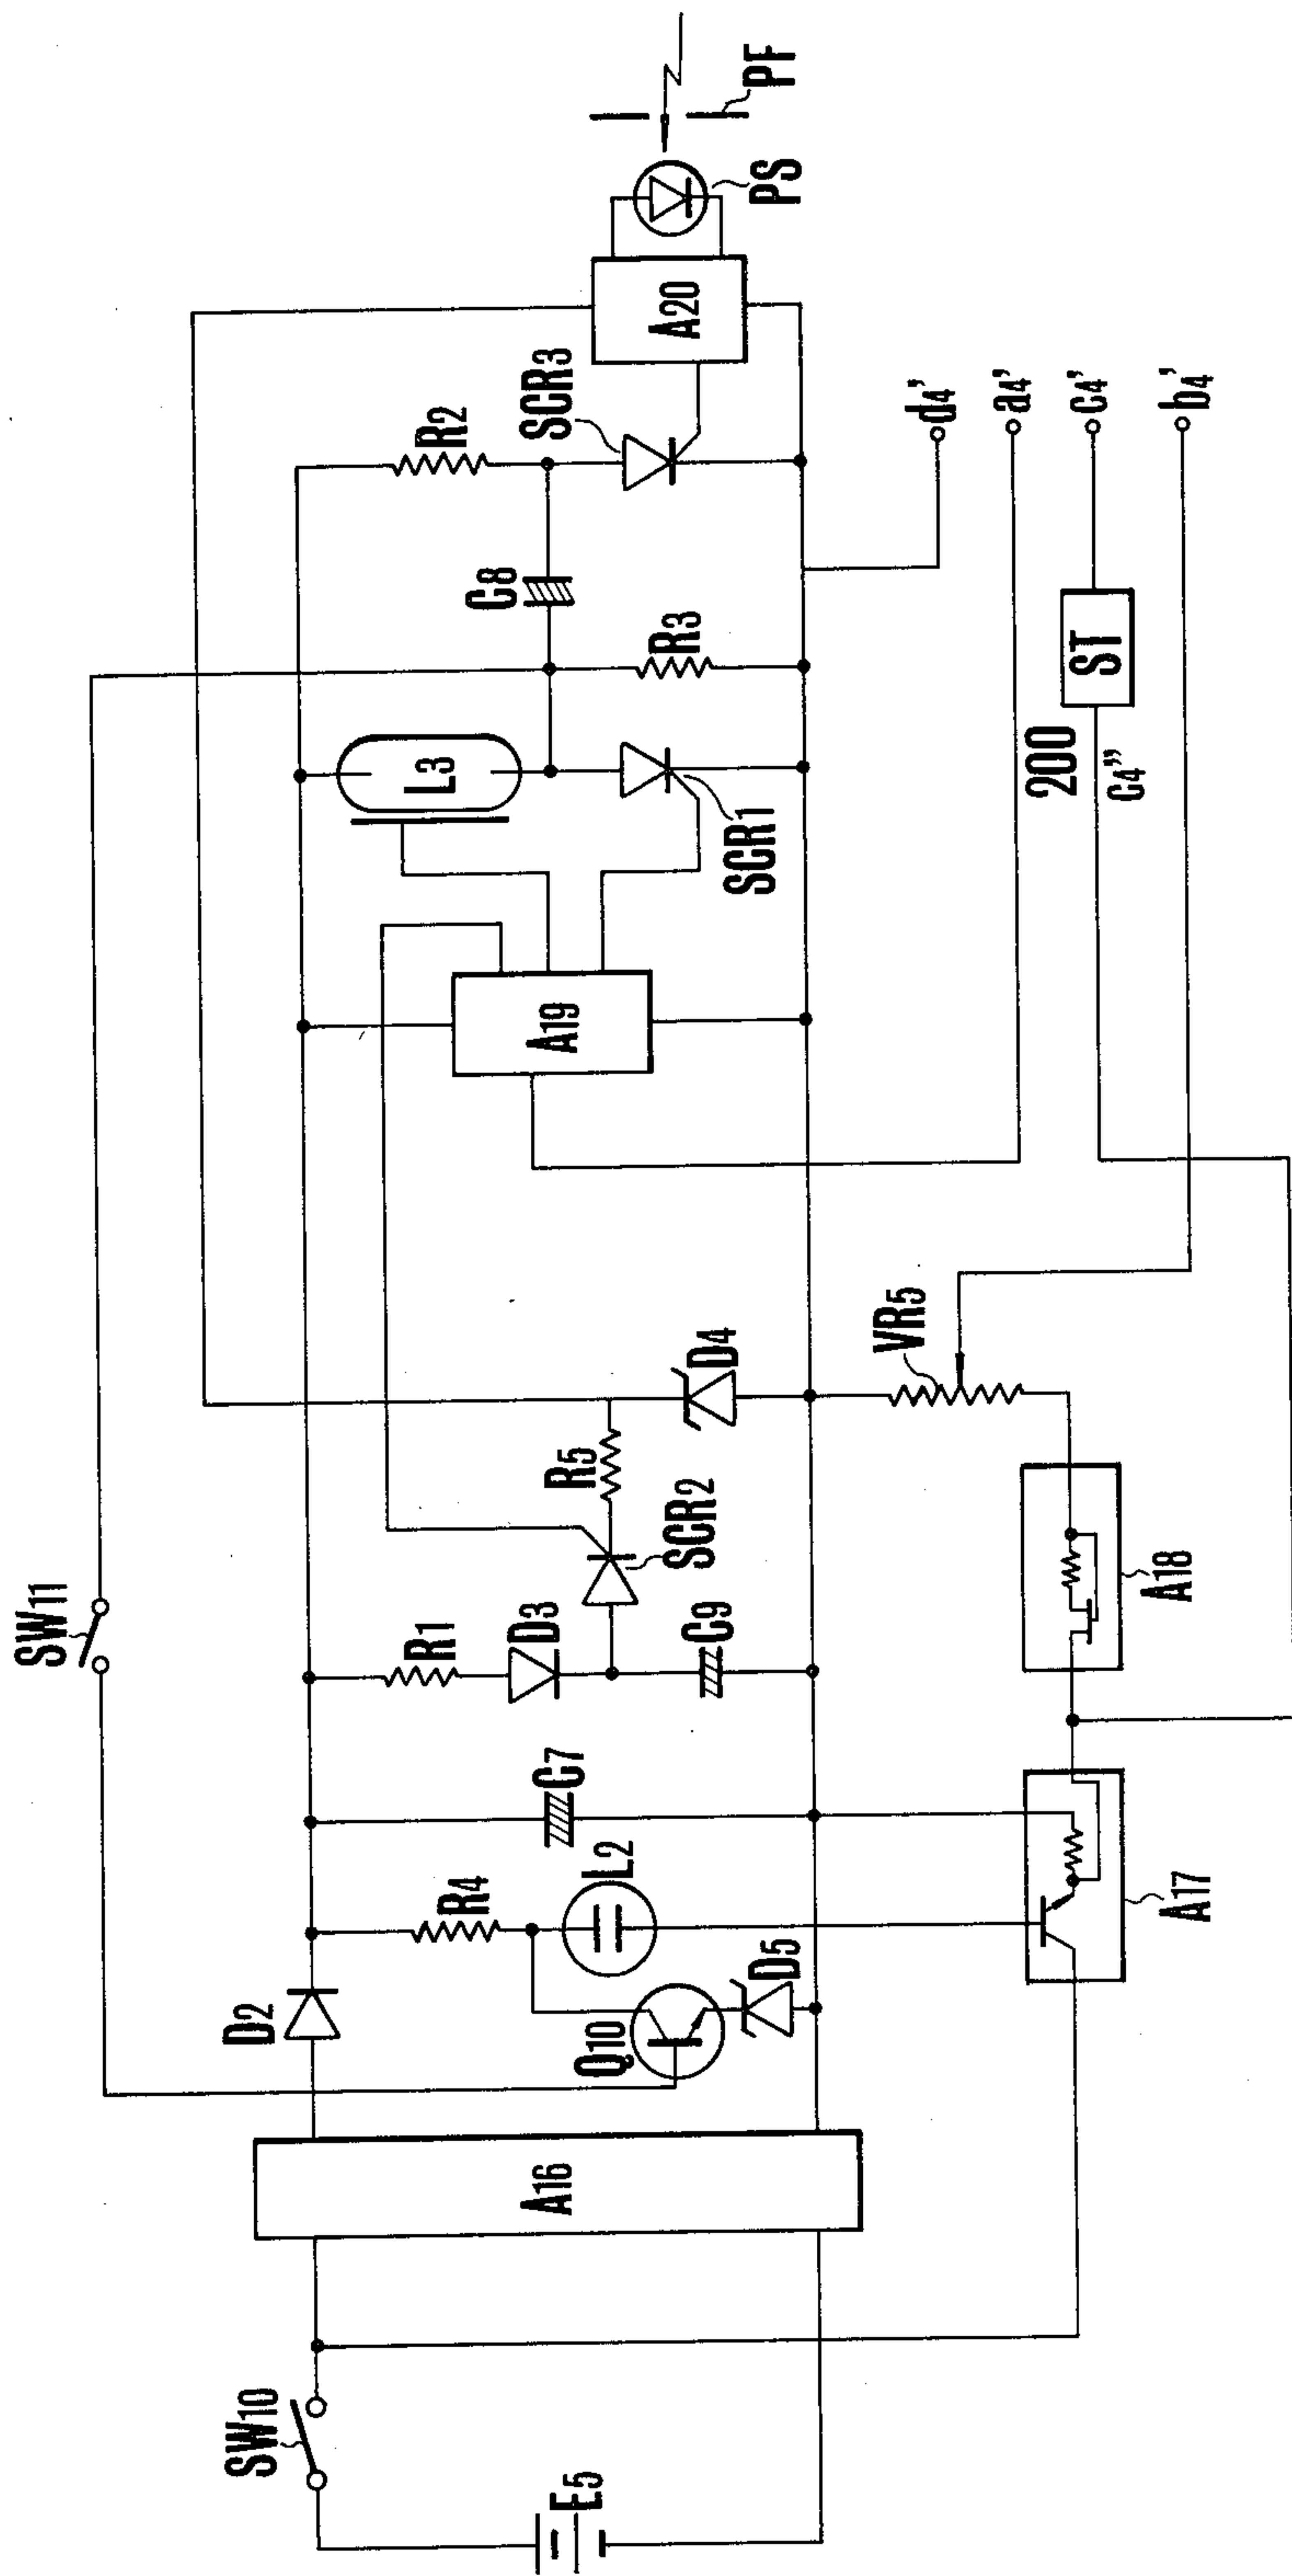 SW11
SW10
E5
A16
D2
Q10
D5
R4
L2
C7
R1
D3
C9
SCR2
R5
D4
VR5
A17
A18
A19
L3
SCR1
R3
C8
R2
SCR3
A20
PS
PF
d4'
a4'
c4'
b4'
ST
200
c4"